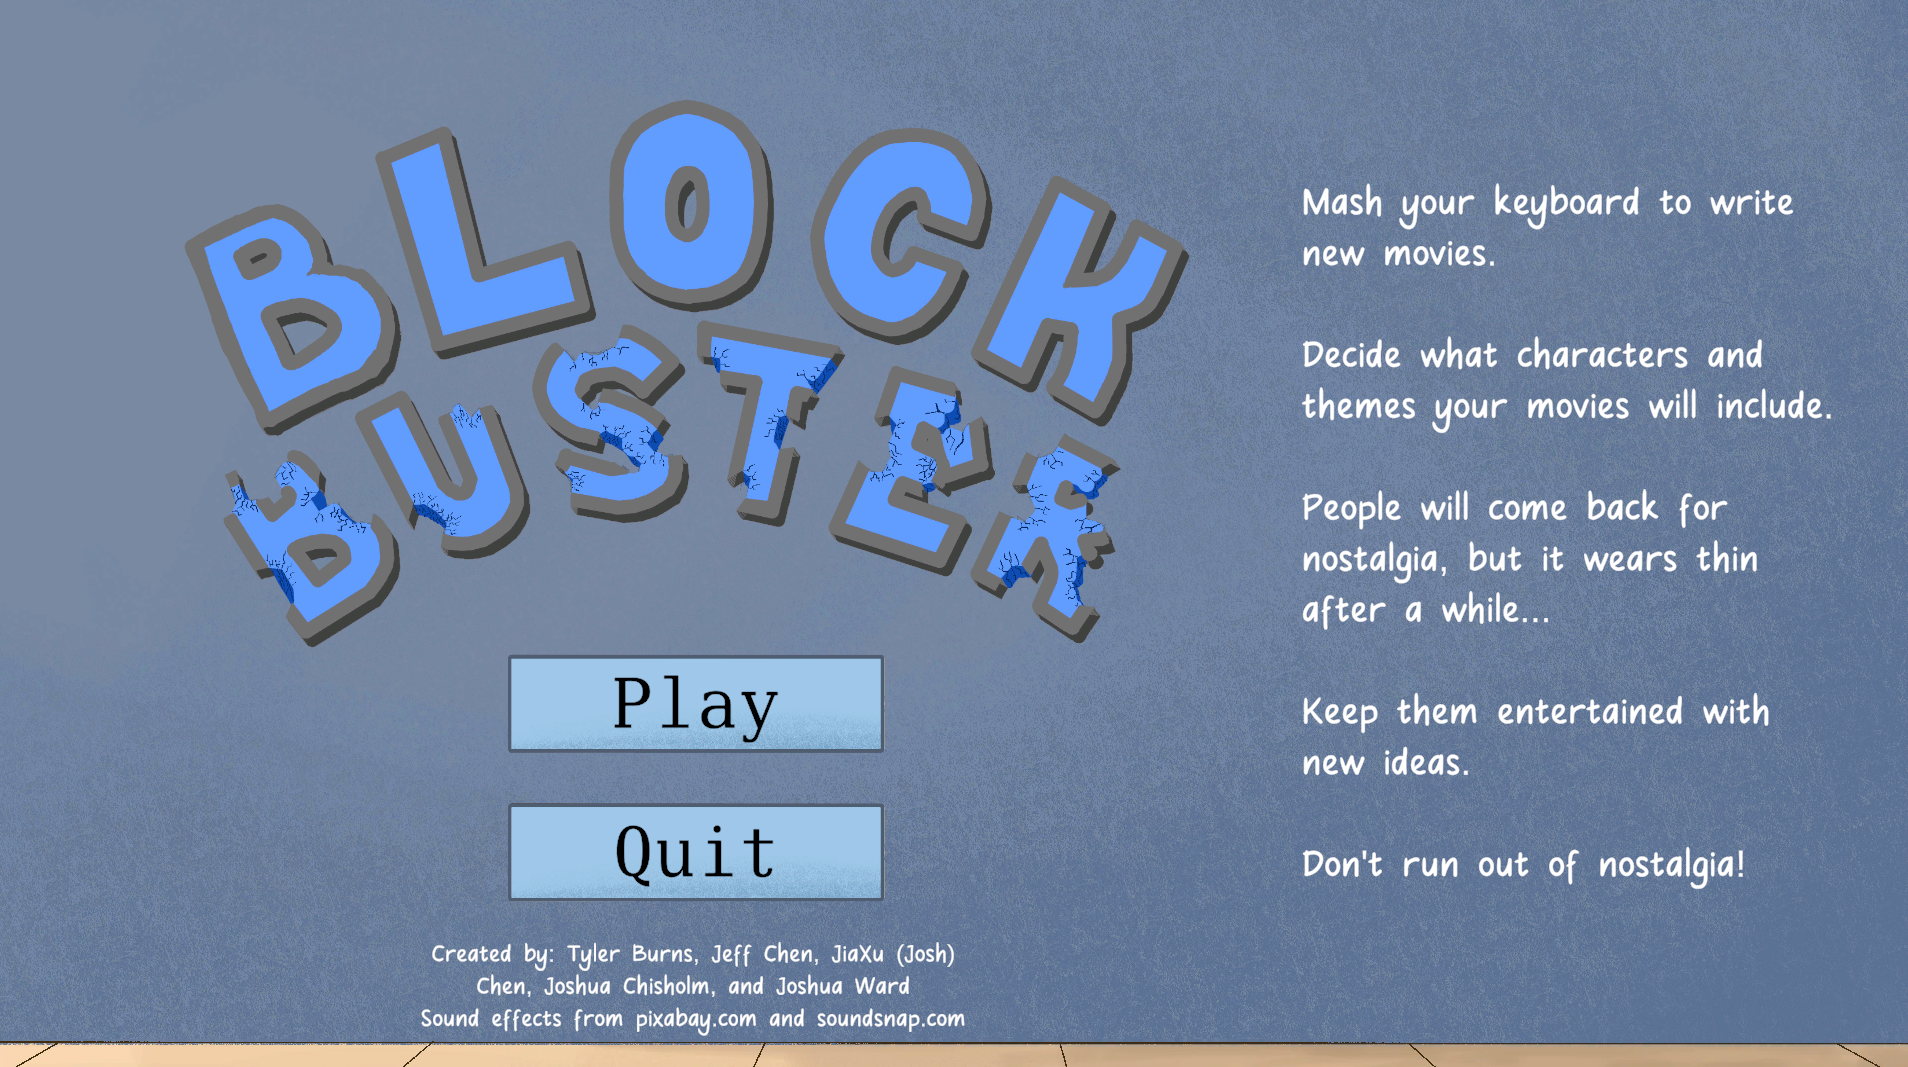 BLOCK
BUSTER
Play
Quit
Created by: Tyler Burns, Jeff Chen, JiaXu (Josh)
Chen, Joshua Chisholm, and Joshua Ward
Sound effects from pixabay.com and soundsnap.com
Mash your keyboard to write
new movies.
Decide what characters and
themes your movies will include.
People will come back for
nostalgia, but it wears thin
after a while...
Keep them entertained with
new ideas.
Don't run out of nostalgia!